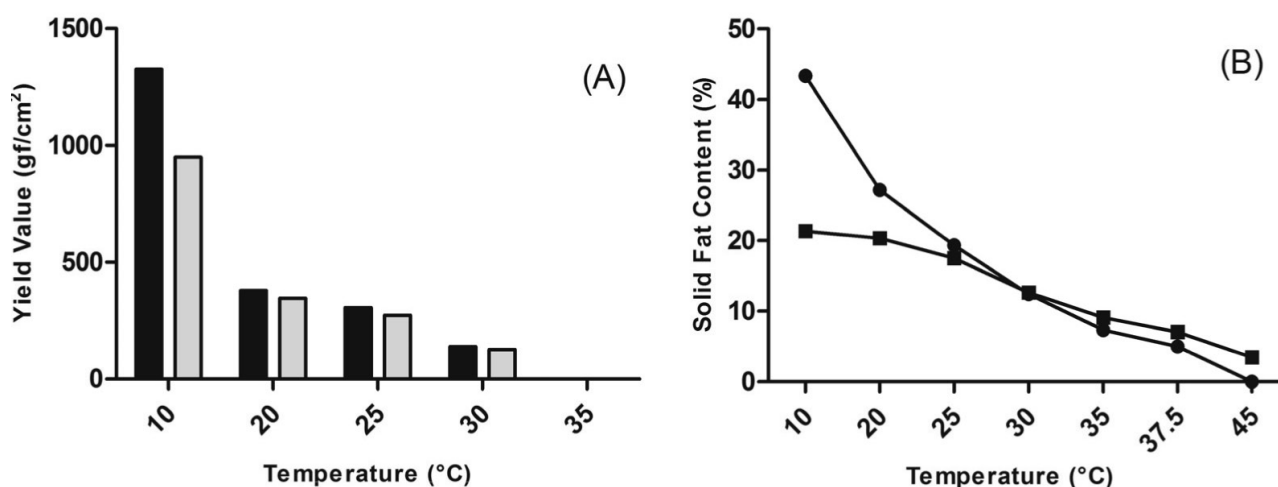 (A)
Yield Value (gf/cm²)
1500
1000
500
0
10 20 25 30 35
Temperature (°C)
(B)
Solid Fat Content (%)
50
40
30
20
10
0
10 20 25 30 35 37.5 45
Temperature (°C)